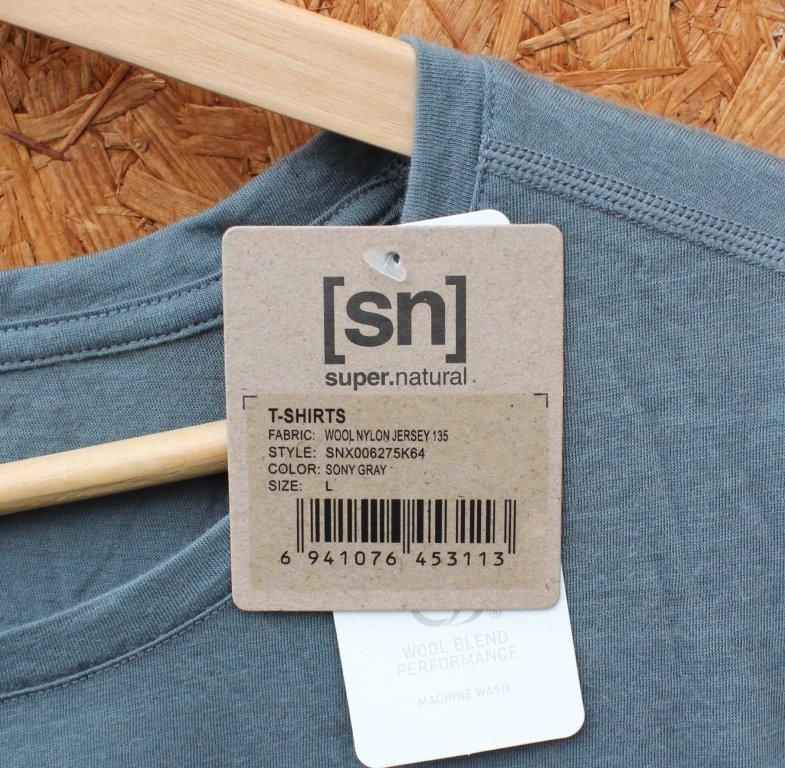 [sn]
super.natural
T-SHIRTS
FABRIC: WOOL NYLON JERSEY 135
STYLE: SNX006275K64
COLOR: SONY GRAY
SIZE: L
6 941076 453113
®
WOOL BLEND
PERFORMANCE
MACHINE WASH